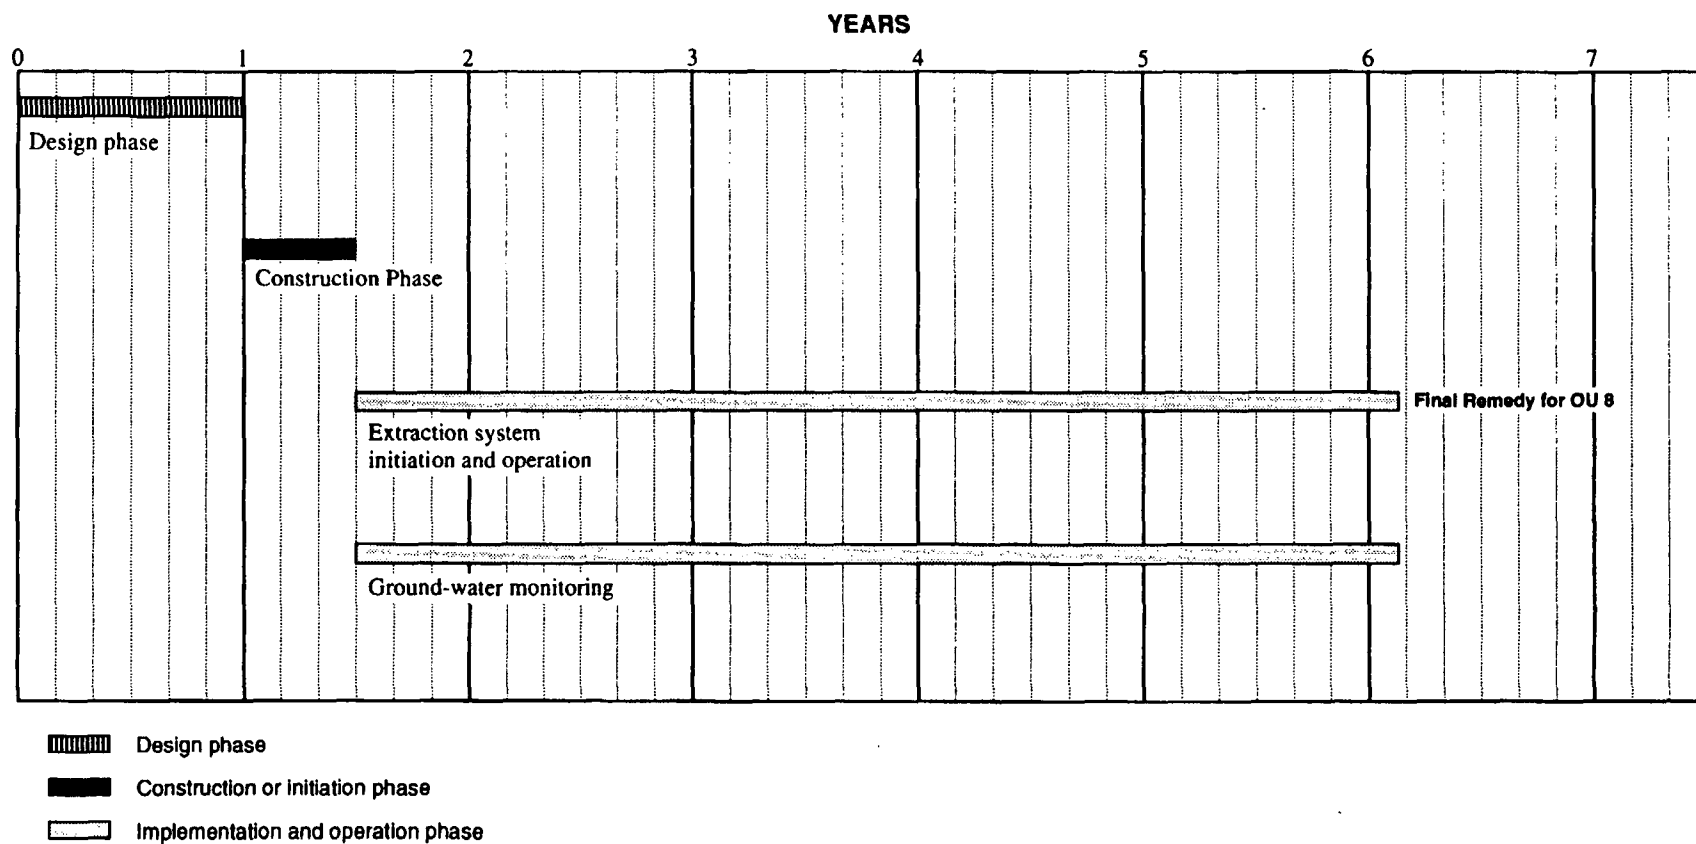 YEARS
0 1 2 3 4 5 6 7
Design phase
Construction Phase
Final Remedy for OU 8
Extraction system
initiation and operation
Ground-water monitoring
Design phase
Construction or initiation phase
Implementation and operation phase